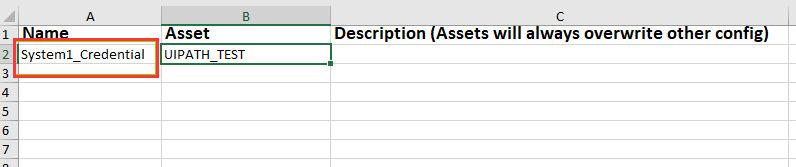 A B C
1 Name Asset Description (Assets will always overwrite other config)
2 System1_Credential UIPATH_TEST
3
4
5
6
7